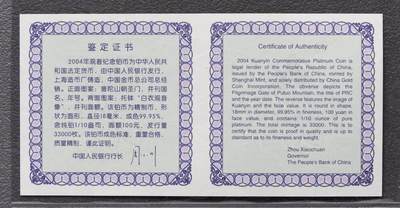 鉴定证书
2004年观音纪念铂币为中华人民共
和国法定货币，由中国人民银行发行，
上海造币厂铸造，中国金币总公司总经
销。正面图案：普陀山朝圣门，并刊国
名、年号。背面图案：托钵“白衣观音
像”，并刊面额。该铂币为精制币，形
状为圆形，直径18毫米，成色99.95%，
含纯铂1/10盎司，面额100元，发行量
33000枚。该铂币成色标准，重量合格，
质量精制，谨此证明。
中国人民银行行长
Certificate of Authenticity
2004 Kuanyin Commemorative Platinum Coin is
legal tender of the People's Republic of China,
issued by the People's Bank of China, minted by
Shanghai Mint, and solely distributed by China Gold
Coin Incorporation. The obverse depicts the
Pilgrimage Gate of Putuo Mountain, the title of PRC
and the year date. The reverse features the image of
Kuanyin and the face value. It is round in shape,
18mm in diameter, 99.95% in fineness, 100 yuan in
face value, and contains 1/10 ounce of pure
platinum. The total mintage is 33000. This is to
certify that the coin is proof in quality and is up to
standard as to its fineness and weight.
Zhou Xiaochuan
Governor
The People's Bank of China